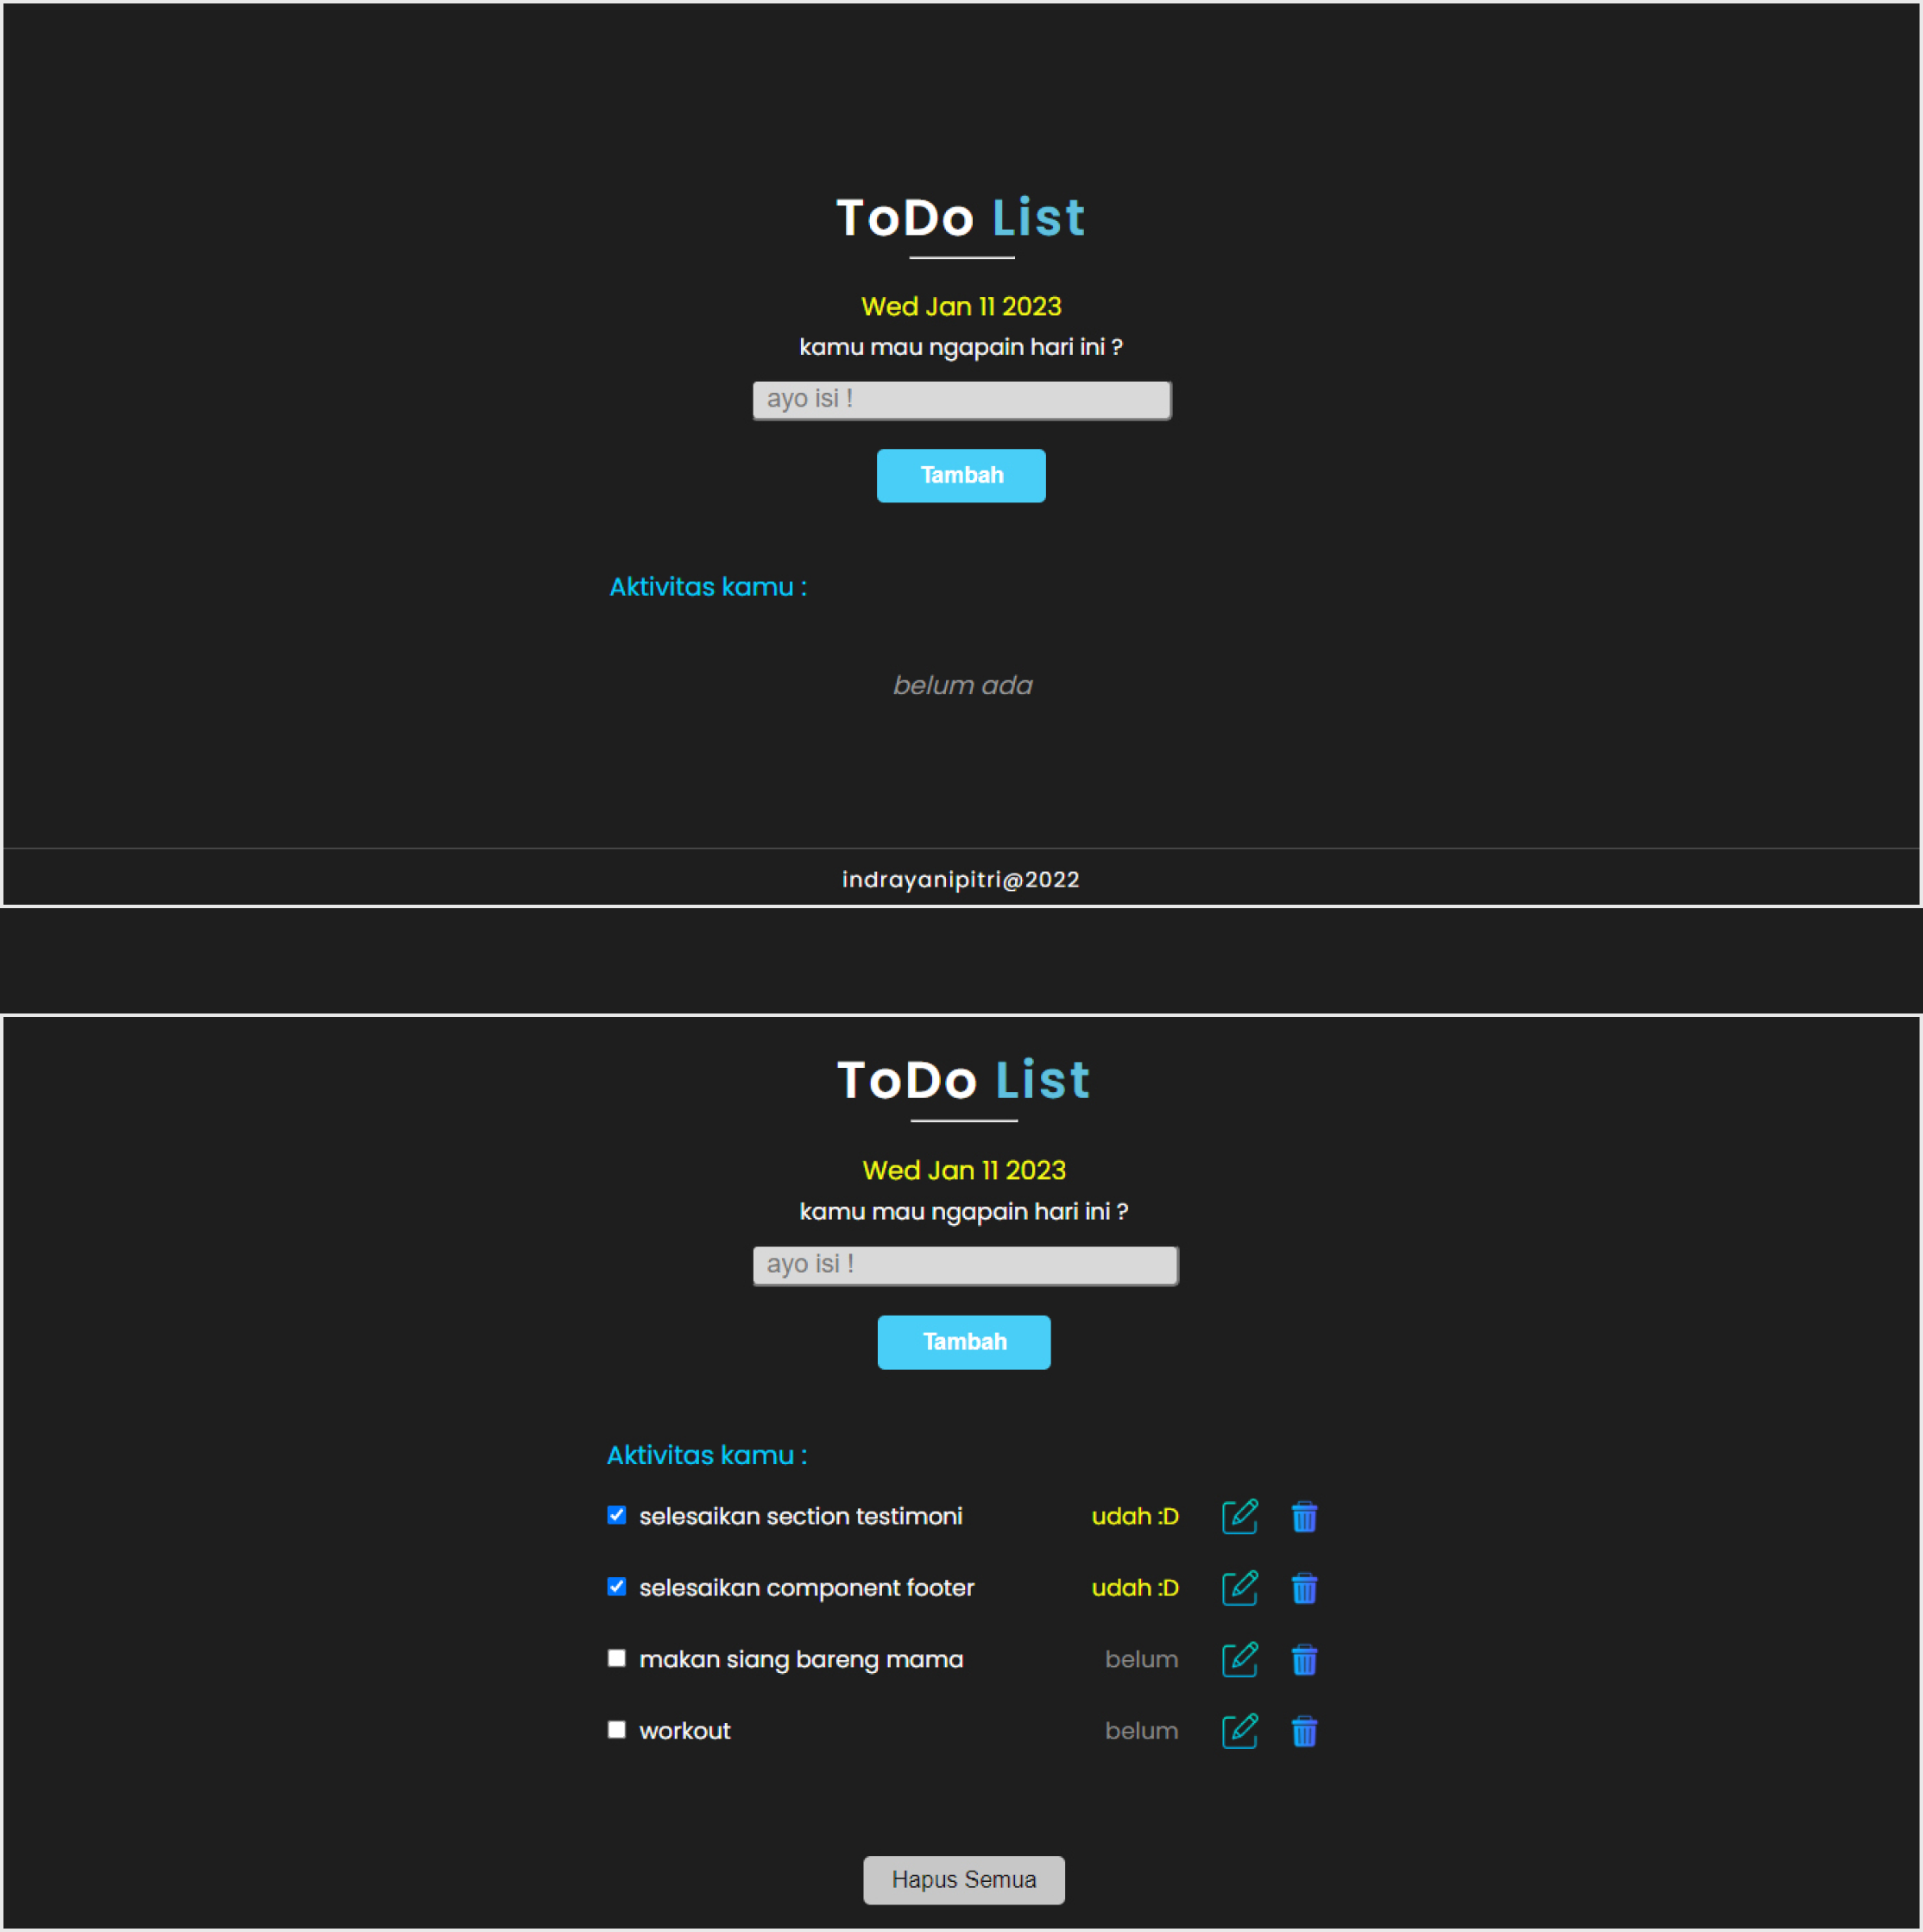 ToDo List
Wed Jan 11 2023
kamu mau ngapain hari ini ?
ayo isi !
Tambah
Aktivitas kamu :
belum ada
indrayanipitri@2022
ToDo List
Wed Jan 11 2023
kamu mau ngapain hari ini ?
ayo isi !
Tambah
Aktivitas kamu :
selesaikan section testimoni udah :D
selesaikan component footer udah :D
makan siang bareng mama belum
workout belum
Hapus Semua